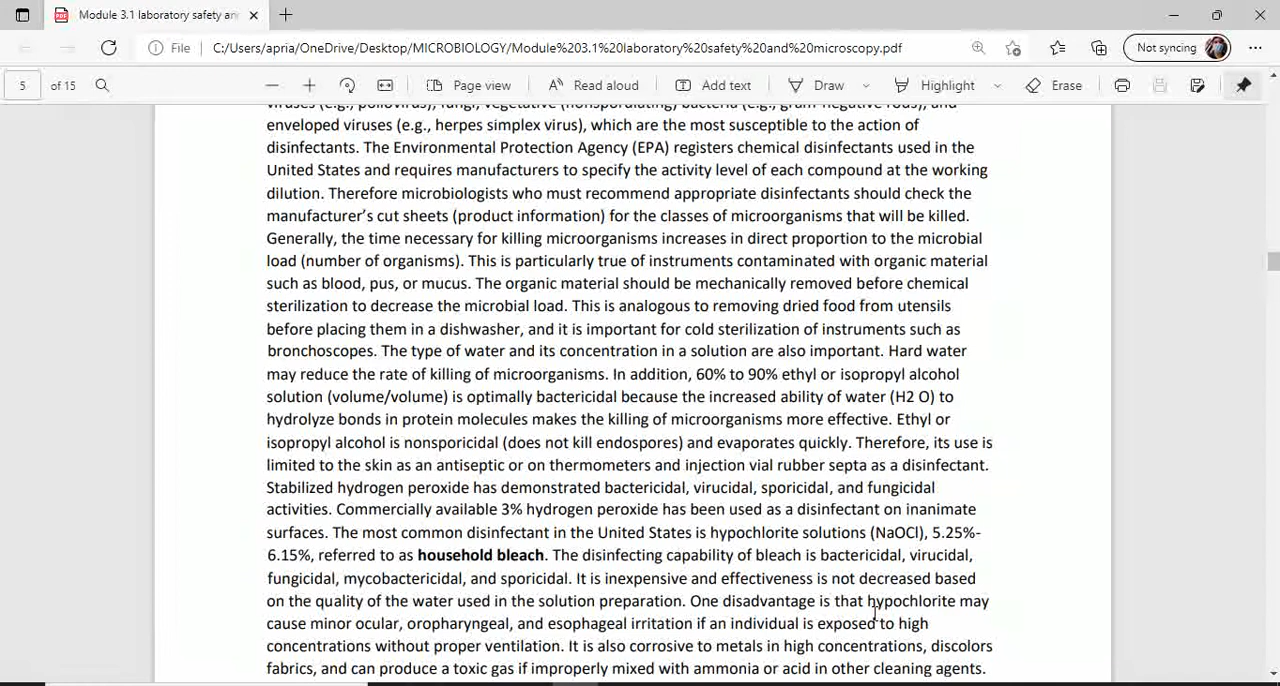 Module 3.1 laboratory safety an
File
C:/Users/apria/OneDrive/Desktop/MICROBIOLOGY/Module%203.1%20laboratory%20safety%20and%20microscopy.pdf
Not syncing
5 of 15
Page view
Read aloud
Add text
Draw
Highlight
Erase
viruses (e.g., poliovirus), fungi, vegetative (nonsporulating) bacteria (e.g., gram-negative rods), and
enveloped viruses (e.g., herpes simplex virus), which are the most susceptible to the action of
disinfectants. The Environmental Protection Agency (EPA) registers chemical disinfectants used in the
United States and requires manufacturers to specify the activity level of each compound at the working
dilution. Therefore microbiologists who must recommend appropriate disinfectants should check the
manufacturer's cut sheets (product information) for the classes of microorganisms that will be killed.
Generally, the time necessary for killing microorganisms increases in direct proportion to the microbial
load (number of organisms). This is particularly true of instruments contaminated with organic material
such as blood, pus, or mucus. The organic material should be mechanically removed before chemical
sterilization to decrease the microbial load. This is analogous to removing dried food from utensils
before placing them in a dishwasher, and it is important for cold sterilization of instruments such as
bronchoscopes. The type of water and its concentration in a solution are also important. Hard water
may reduce the rate of killing of microorganisms. In addition, 60% to 90% ethyl or isopropyl alcohol
solution (volume/volume) is optimally bactericidal because the increased ability of water (H2 O) to
hydrolyze bonds in protein molecules makes the killing of microorganisms more effective. Ethyl or
isopropyl alcohol is nonsporicidal (does not kill endospores) and evaporates quickly. Therefore, its use is
limited to the skin as an antiseptic or on thermometers and injection vial rubber septa as a disinfectant.
Stabilized hydrogen peroxide has demonstrated bactericidal, virucidal, sporicidal, and fungicidal
activities. Commercially available 3% hydrogen peroxide has been used as a disinfectant on inanimate
surfaces. The most common disinfectant in the United States is hypochlorite solutions (NaOCl), 5.25%-
6.15%, referred to as household bleach. The disinfecting capability of bleach is bactericidal, virucidal,
fungicidal, mycobactericidal, and sporicidal. It is inexpensive and effectiveness is not decreased based
on the quality of the water used in the solution preparation. One disadvantage is that hypochlorite may
cause minor ocular, oropharyngeal, and esophageal irritation if an individual is exposed to high
concentrations without proper ventilation. It is also corrosive to metals in high concentrations, discolors
fabrics, and can produce a toxic gas if improperly mixed with ammonia or acid in other cleaning agents.